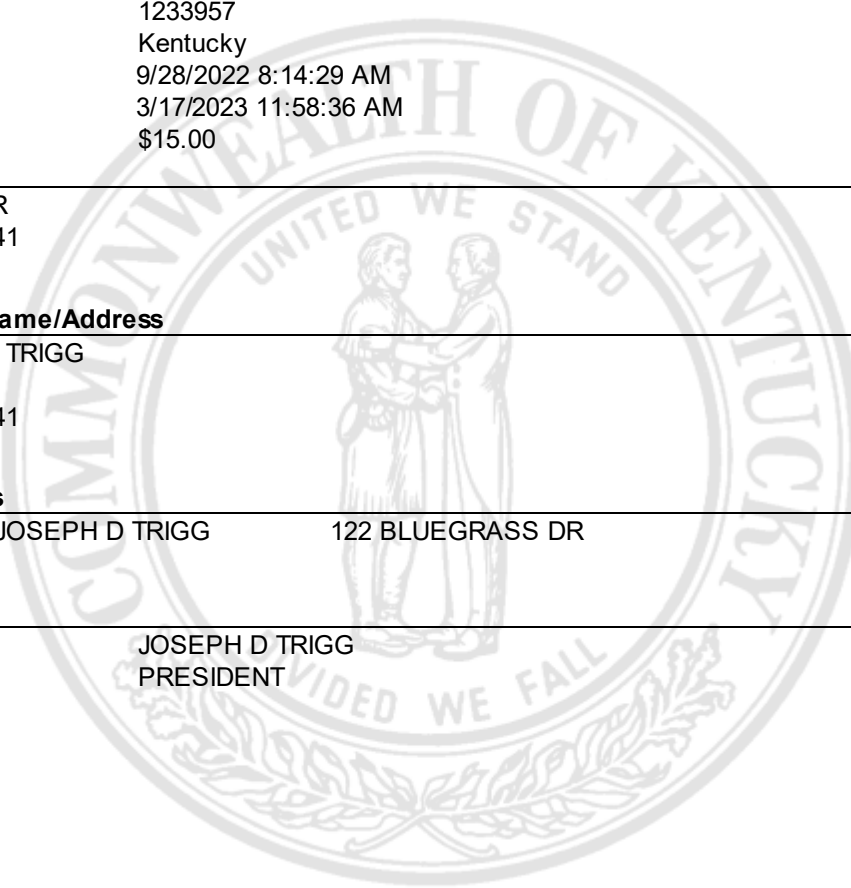 1233957
Kentucky
9/28/2022 8:14:29 AM
3/17/2023 11:58:36 AM
$15.00
R
41
ame/Address
TRIGG
41
s
JOSEPH D TRIGG 122 BLUEGRASS DR
JOSEPH D TRIGG
PRESIDENT
COMMONWEALTH OF KENTUCKY
UNITED WE STAND
DIVIDED WE FALL